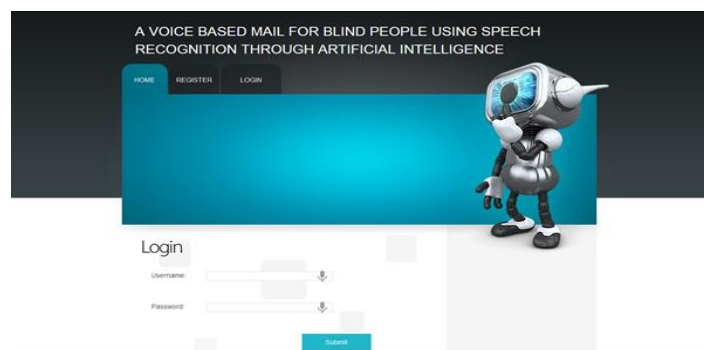 A VOICE BASED MAIL FOR BLIND PEOPLE USING SPEECH
RECOGNITION THROUGH ARTIFICIAL INTELLIGENCE
HOME REGISTER LOGIN
Login
Username:
Password:
Submit